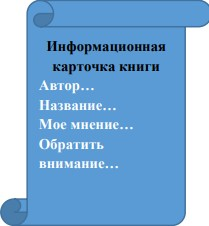 Информационная
карточка книги
Автор…
Название…
Мое мнение…
Обратить
внимание…